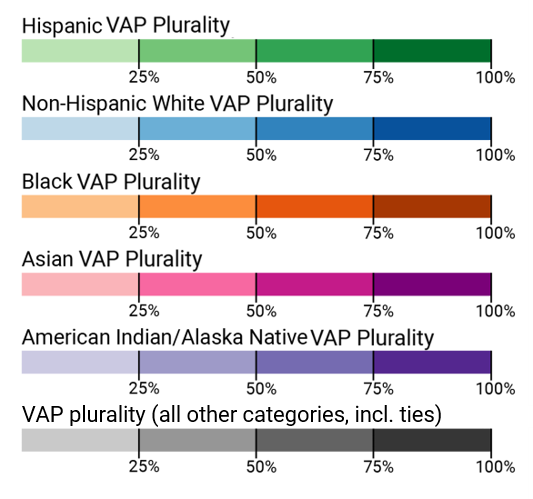 Hispanic VAP Plurality
25% 50% 75% 100%
Non-Hispanic White VAP Plurality
25% 50% 75% 100%
Black VAP Plurality
25% 50% 75% 100%
Asian VAP Plurality
25% 50% 75% 100%
American Indian/Alaska Native VAP Plurality
25% 50% 75% 100%
VAP plurality (all other categories, incl. ties)
25% 50% 75% 100%